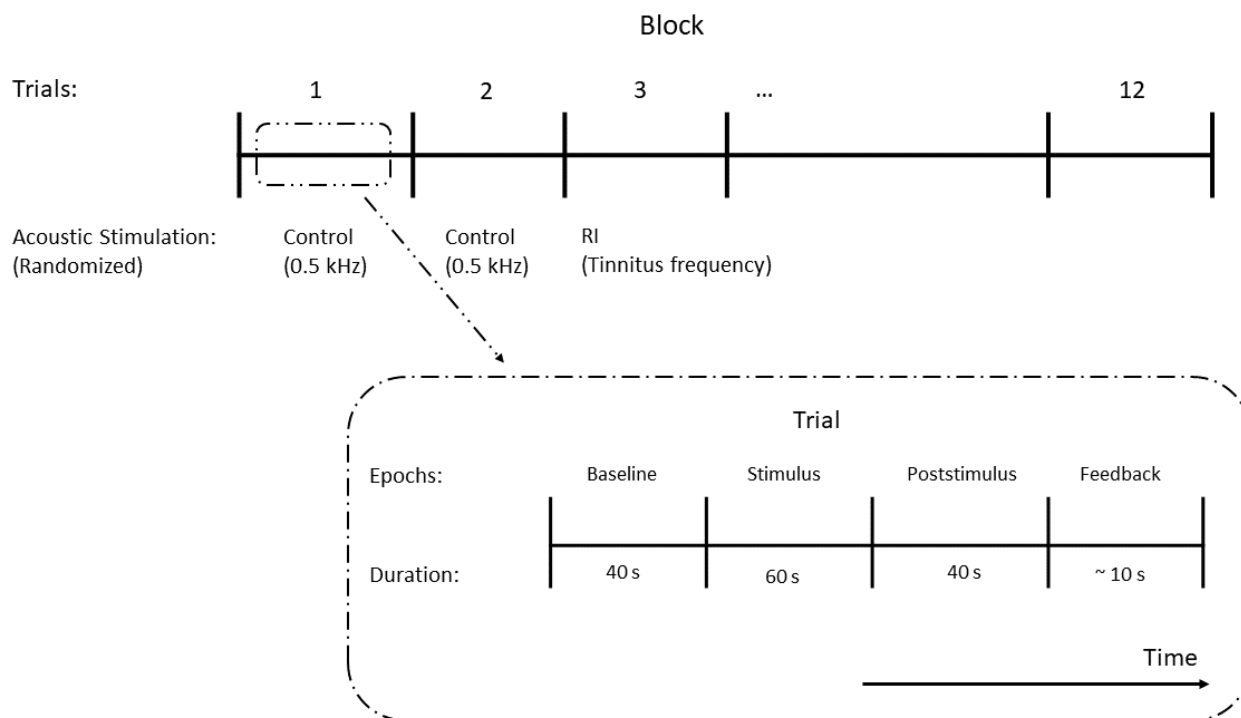 Block
Trials: 1 2 3 ... 12
Acoustic Stimulation: Control Control RI
(Randomized) (0.5 kHz) (0.5 kHz) (Tinnitus frequency)
Trial
Epochs: Baseline Stimulus Poststimulus Feedback
Duration: 40 s 60 s 40 s ~ 10 s
Time